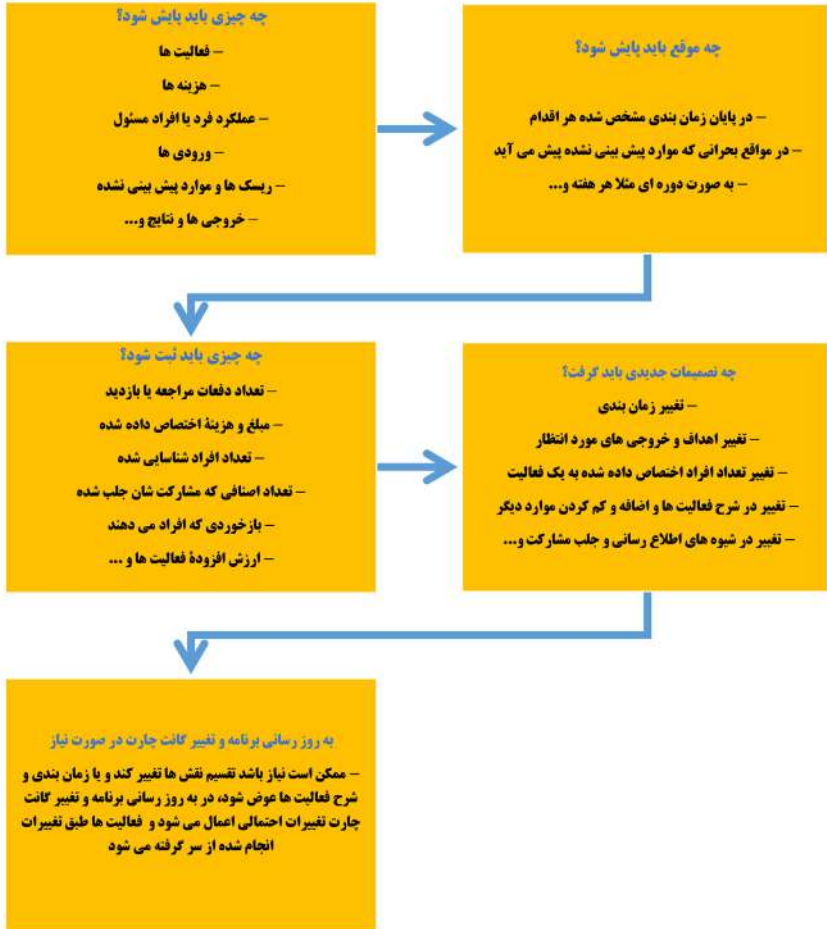 چه چیزی باید پایش شود؟
– فعالیت ها
– هزینه ها
– عملکرد فرد یا افراد مسئول
– ورودی ها
– ریسک ها و موارد پیش بینی نشده
– خروجی ها و نتایج و...
چه موقع باید پایش شود؟
– در پایان زمان بندی مشخص شده هر اقدام
– در مواقع بحرانی که موارد پیش بینی نشده پیش می آید
– به صورت دوره ای مثلا هر هفته و...
چه چیزی باید ثبت شود؟
– تعداد دفعات مراجعه یا بازدید
– مبلغ و هزینهٔ اختصاص داده شده
– تعداد افراد شناسایی شده
– تعداد اصنافی که مشارکت شان جلب شده
– بازخوردی که افراد می دهند
– ارزش افزودهٔ فعالیت ها و ...
چه تصمیمات جدیدی باید گرفت؟
– تغییر زمان بندی
– تغییر اهداف و خروجی های مورد انتظار
– تغییر تعداد افراد اختصاص داده شده به یک فعالیت
– تغییر در شرح فعالیت ها و اضافه و کم کردن موارد دیگر
– تغییر در شیوه های اطلاع رسانی و جلب مشارکت و...
به روز رسانی برنامه و تغییر گانت چارت در صورت نیاز
– ممکن است نیاز باشد تقسیم نقش ها تغییر کند و یا زمان بندی و
شرح فعالیت ها عوض شود، در به روز رسانی برنامه و تغییر گانت
چارت تغییرات احتمالی اعمال می شود و فعالیت ها طبق تغییرات
انجام شده از سر گرفته می شود